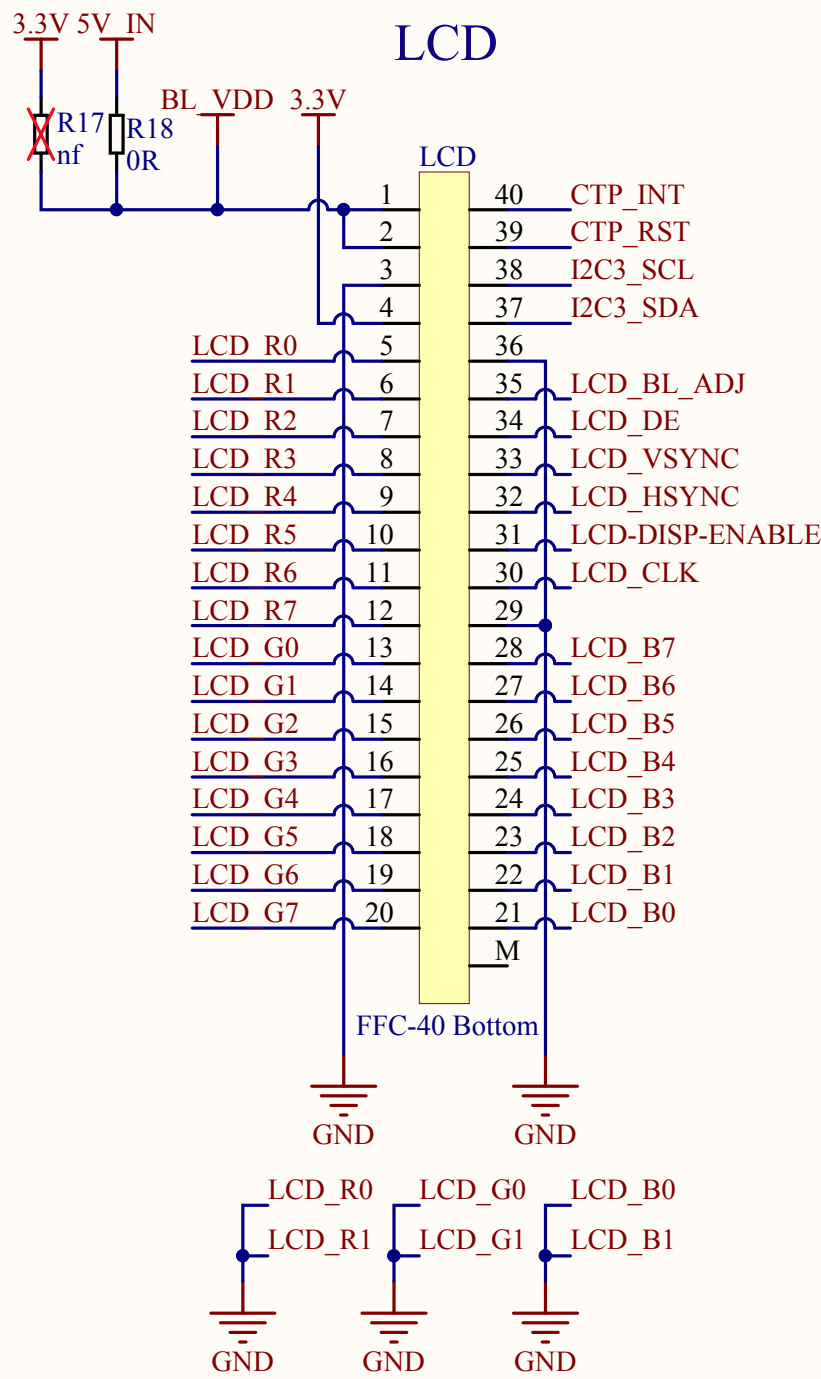 LCD
3.3V 5V_IN
BL_VDD 3.3V
R17 R18
nf 0R
LCD
1 40 CTP_INT
2 39 CTP_RST
3 38 I2C3_SCL
4 37 I2C3_SDA
LCD_R0 5 36
LCD_R1 6 35 LCD_BL_ADJ
LCD_R2 7 34 LCD_DE
LCD_R3 8 33 LCD_VSYNC
LCD_R4 9 32 LCD_HSYNC
LCD_R5 10 31 LCD-DISP-ENABLE
LCD_R6 11 30 LCD_CLK
LCD_R7 12 29
LCD_G0 13 28 LCD_B7
LCD_G1 14 27 LCD_B6
LCD_G2 15 26 LCD_B5
LCD_G3 16 25 LCD_B4
LCD_G4 17 24 LCD_B3
LCD_G5 18 23 LCD_B2
LCD_G6 19 22 LCD_B1
LCD_G7 20 21 LCD_B0
M
FFC-40 Bottom
GND GND
LCD_R0 LCD_G0 LCD_B0
LCD_R1 LCD_G1 LCD_B1
GND GND GND